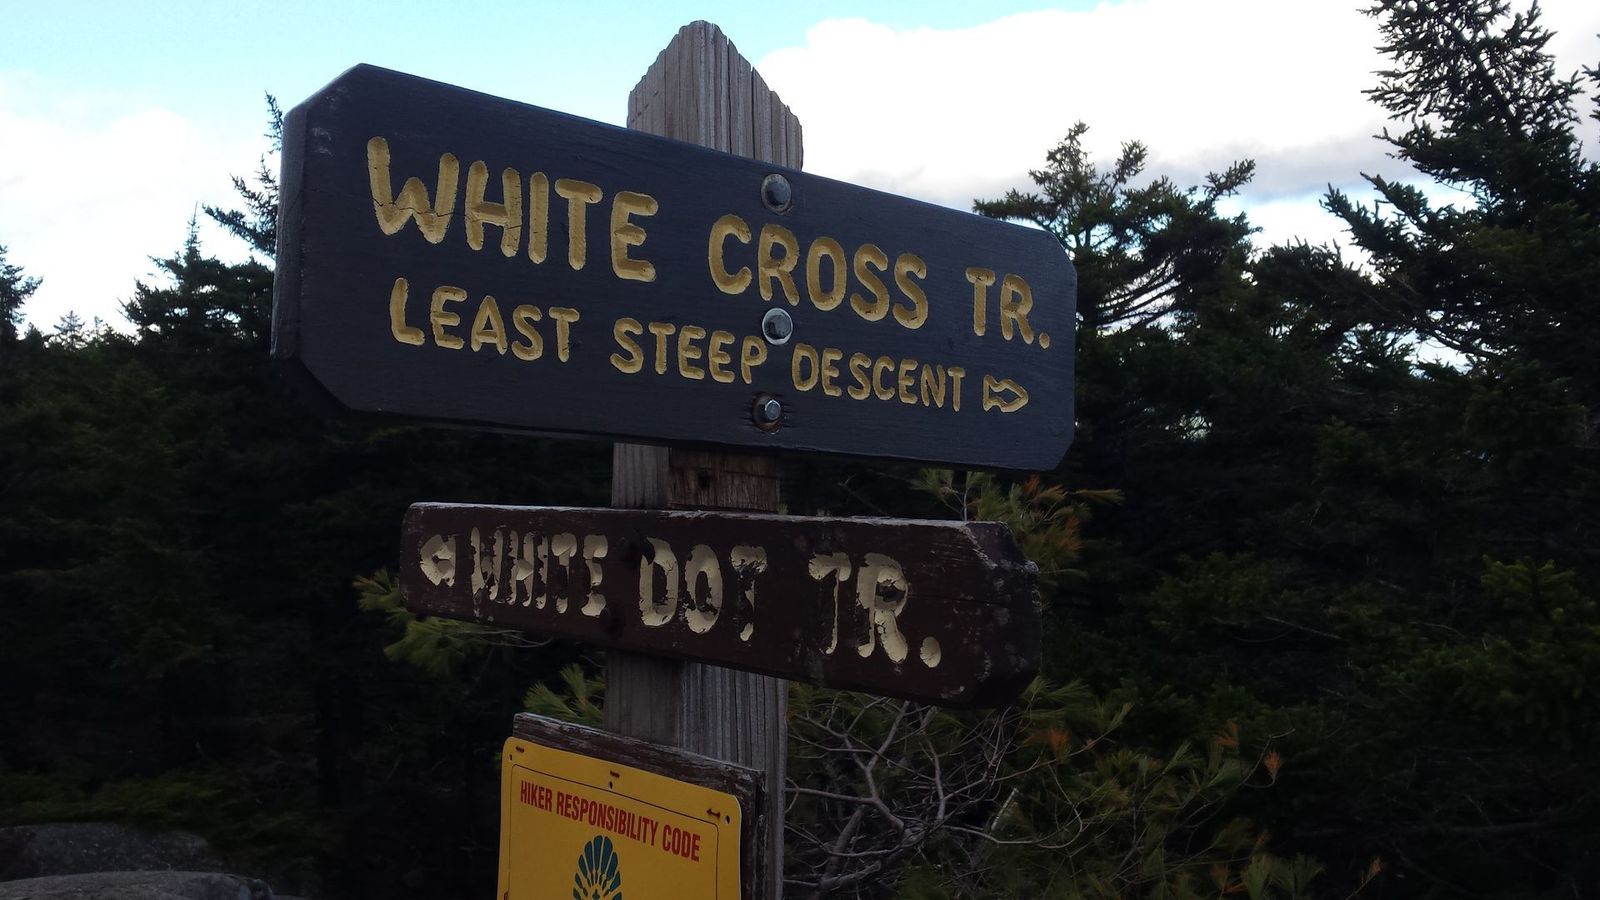 WHITE CROSS TR.
LEAST STEEP DESCENT ⇨
⇦ WHITE DOT TR.
HIKER RESPONSIBILITY CODE